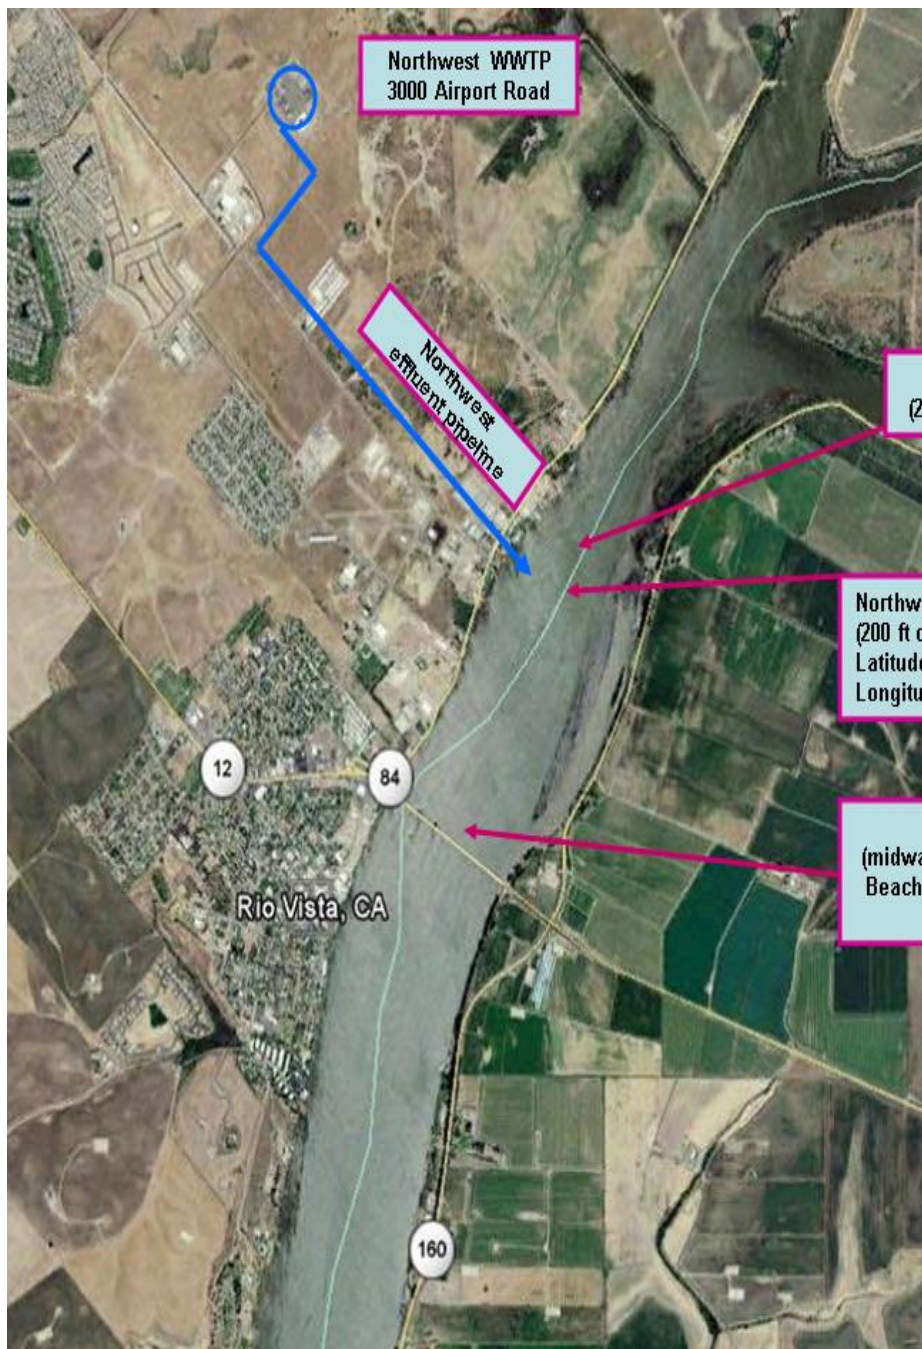 Northwest WWTP
3000 Airport Road
Northwest
effluent pipeline
(2
Northw
(200 ft
Latitude
Longitu
12
84
(midwa
Beach
Rio Vista, CA
160